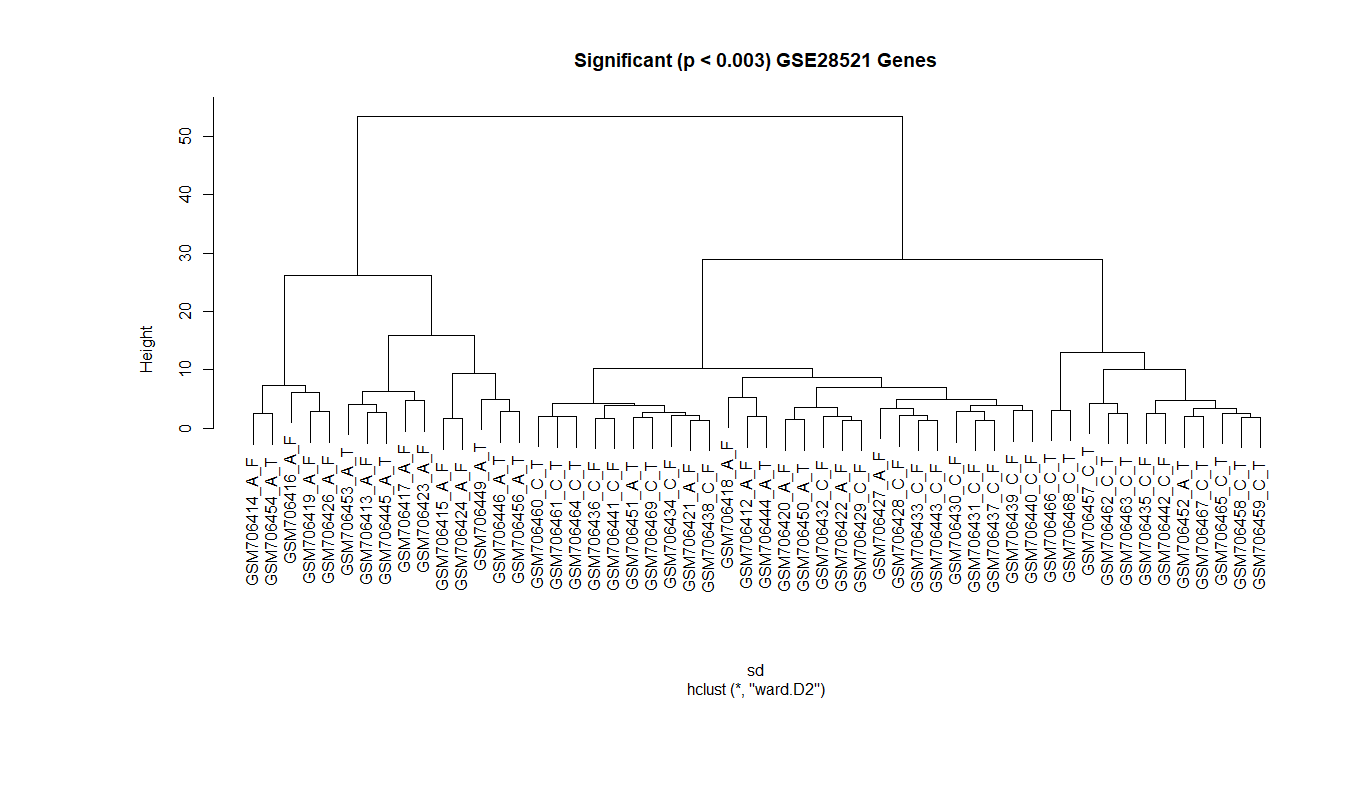 Significant (p < 0.003) GSE28521 Genes
Height
50
40
30
20
10
0
GSM706414_A_F
GSM706454_A_T
GSM706416_A_F
GSM706419_A_F
GSM706426_A_F
GSM706453_A_T
GSM706413_A_F
GSM706445_A_T
GSM706417_A_F
GSM706423_A_F
GSM706415_A_F
GSM706424_A_F
GSM706449_A_T
GSM706446_A_T
GSM706456_A_T
GSM706460_C_T
GSM706461_C_T
GSM706464_C_T
GSM706436_C_F
GSM706441_C_F
GSM706451_A_T
GSM706469_C_T
GSM706434_C_F
GSM706421_A_F
GSM706438_C_F
GSM706418_A_F
GSM706412_A_F
GSM706444_A_T
GSM706420_A_F
GSM706450_A_T
GSM706432_C_F
GSM706422_A_F
GSM706429_C_F
GSM706427_A_F
GSM706428_C_F
GSM706433_C_F
GSM706443_C_F
GSM706430_C_F
GSM706431_C_F
GSM706437_C_F
GSM706439_C_F
GSM706440_C_F
GSM706466_C_T
GSM706468_C_T
GSM706457_C_T
GSM706462_C_T
GSM706463_C_T
GSM706435_C_F
GSM706442_C_F
GSM706452_A_T
GSM706467_C_T
GSM706465_C_T
GSM706458_C_T
GSM706459_C_T
sd
hclust (*, "ward.D2")